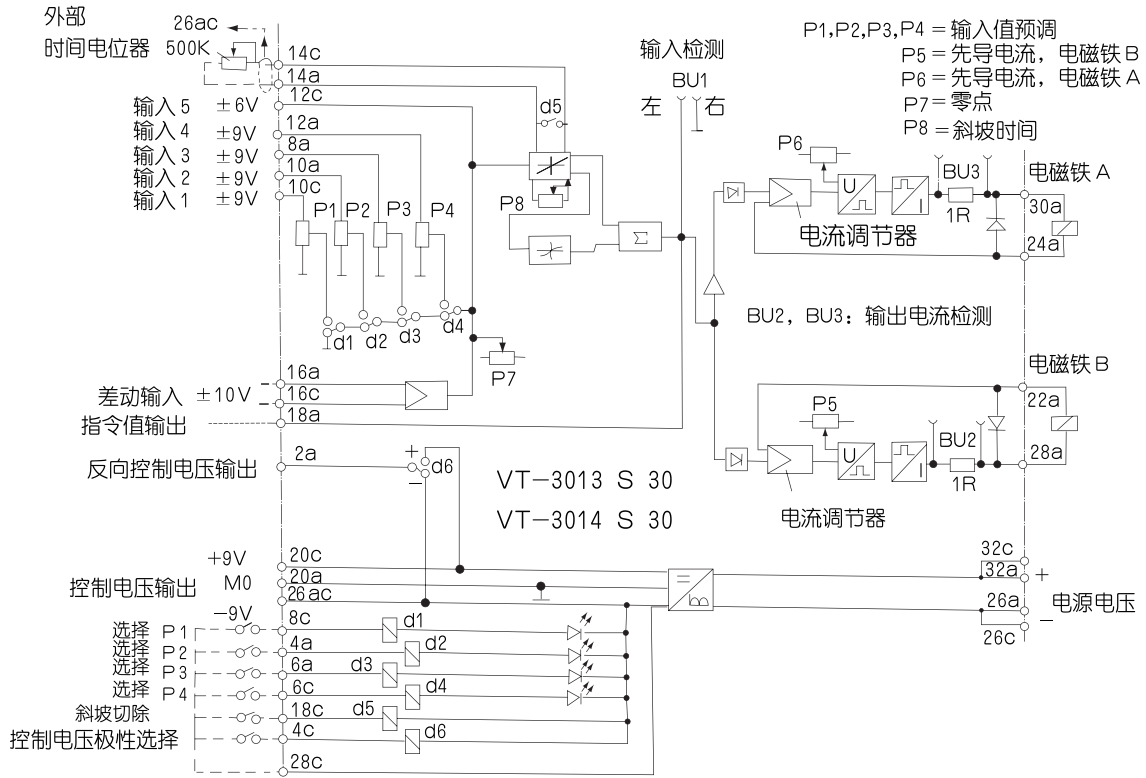 外部
时间电位器
26ac
500K
14c
14a
12c
12a
8a
10a
10c
输入5 ±6V
输入4 ±9V
输入3 ±9V
输入2 ±9V
输入1 ±9V
P1
P2
P3
P4
d1
d2
d3
d4
d5
P8
P7
Σ
输入检测
BU1
左
右
P1,P2,P3,P4=输入值预调
P5=先导电流，电磁铁B
P6=先导电流，电磁铁A
P7=零点
P8=斜坡时间
P6
U
I
BU3
1R
电磁铁A
30a
24a
电流调节器
BU2，BU3：输出电流检测
电磁铁B
22a
28a
P5
U
I
BU2
1R
电流调节器
差动输入 ±10V
16a
16c
指令值输出
18a
反向控制电压输出
2a
+
−
d6
VT-3013 S 30
VT-3014 S 30
控制电压输出
+9V
M0
−9V
20c
20a
26ac
32c
32a
+
26a
−
26c
电源电压
选择 P1
选择 P2
选择 P3
选择 P4
斜坡切除
控制电压极性选择
8c
4a
6a
6c
18c
4c
28c
d1
d2
d3
d4
d5
d6